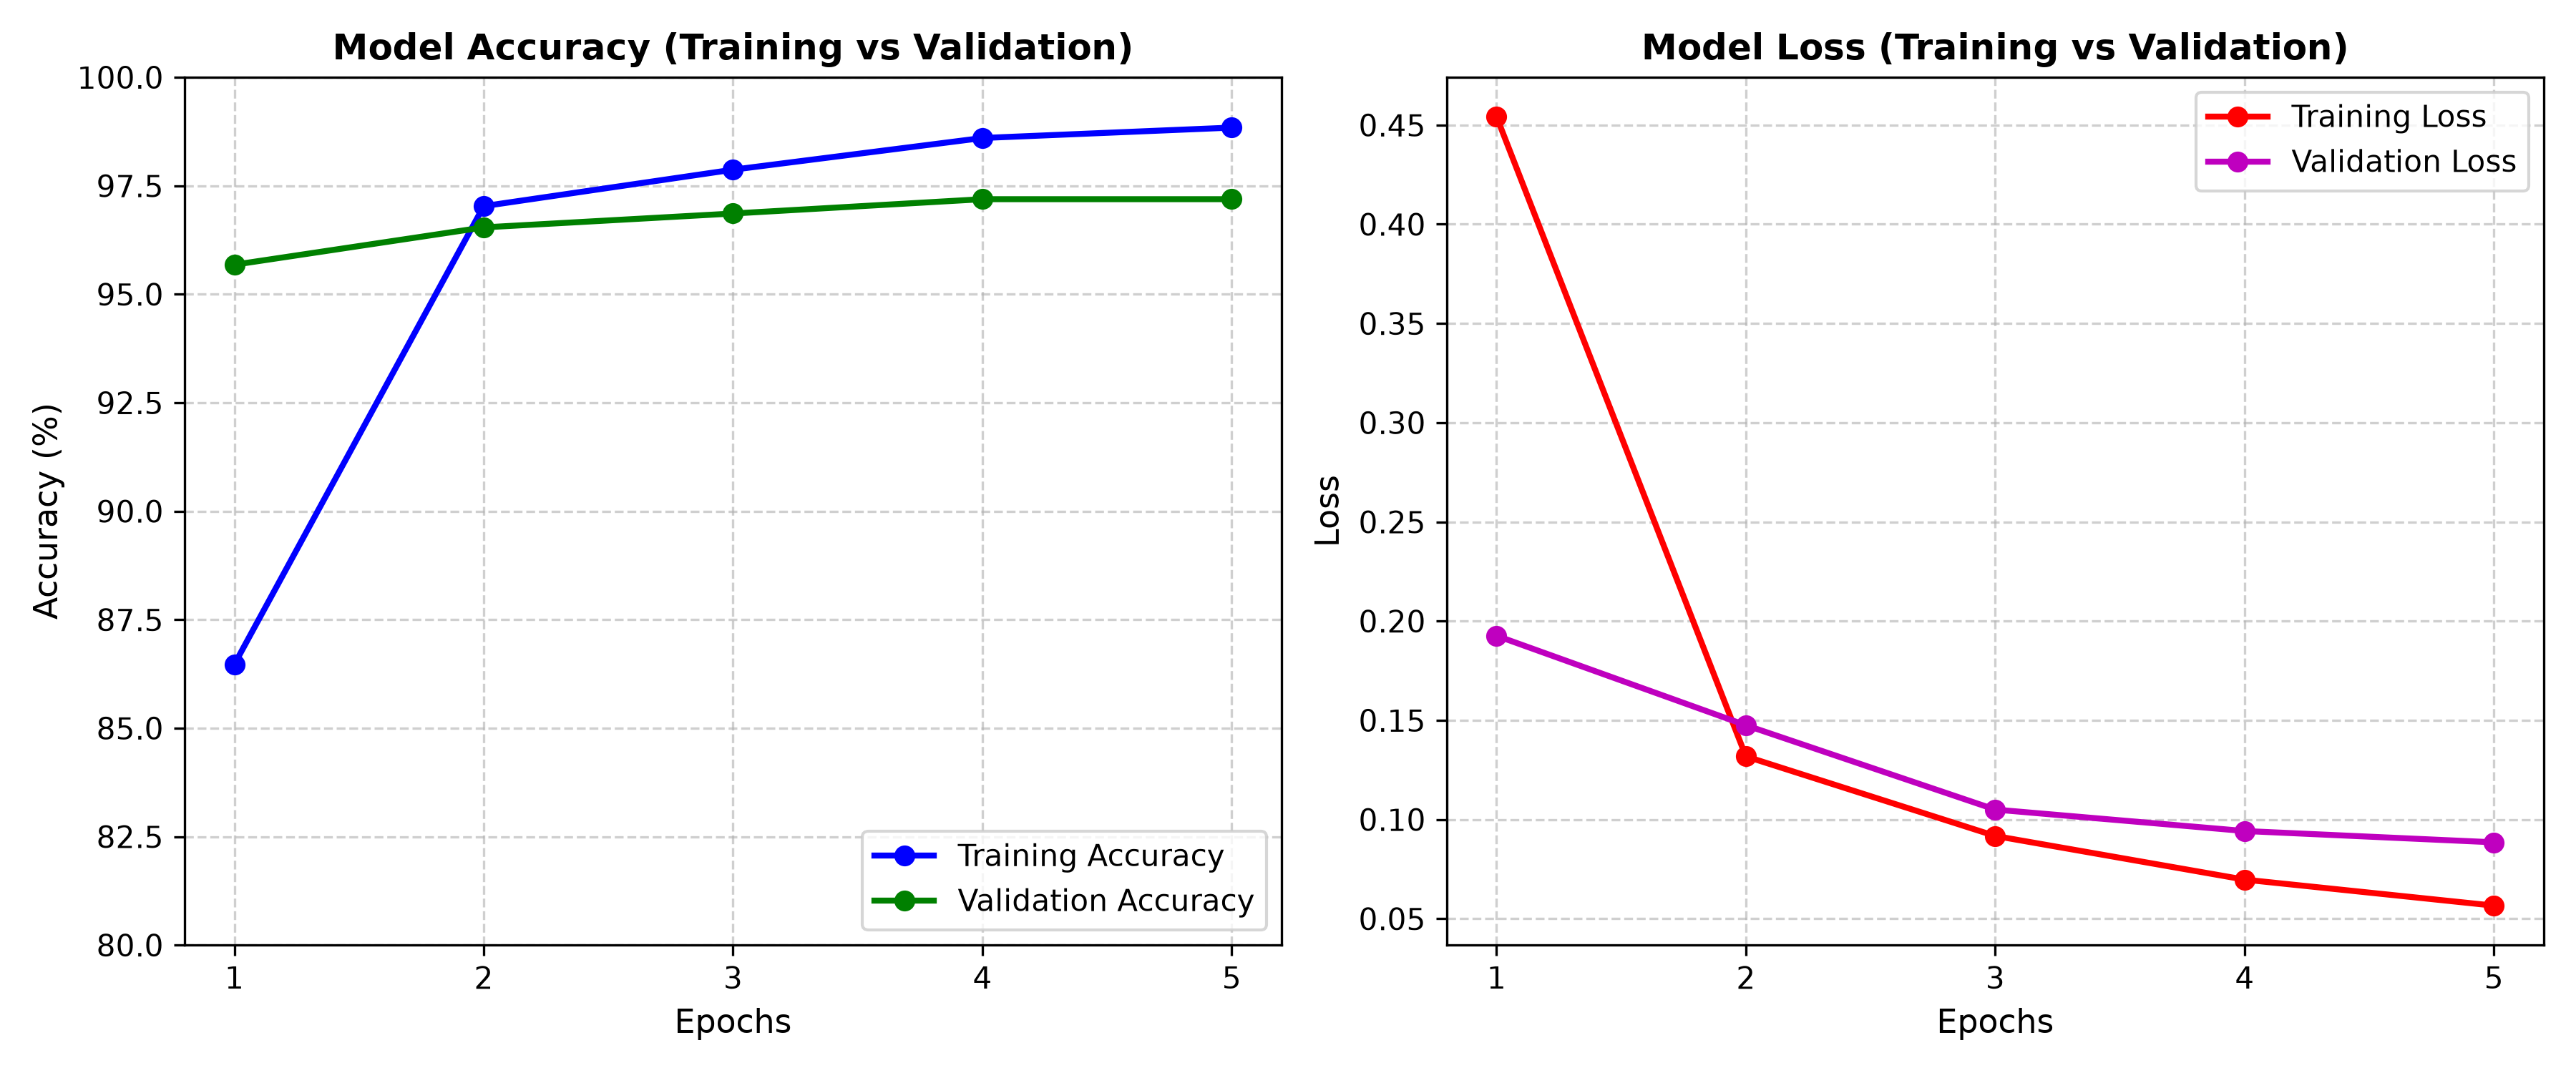 Model Accuracy (Training vs Validation)
100.0
97.5
95.0
92.5
90.0
87.5
85.0
82.5
80.0
Accuracy (%)
Training Accuracy
Validation Accuracy
1 2 3 4 5
Epochs
Model Loss (Training vs Validation)
0.45
0.40
0.35
0.30
0.25
0.20
0.15
0.10
0.05
Loss
Training Loss
Validation Loss
1 2 3 4 5
Epochs